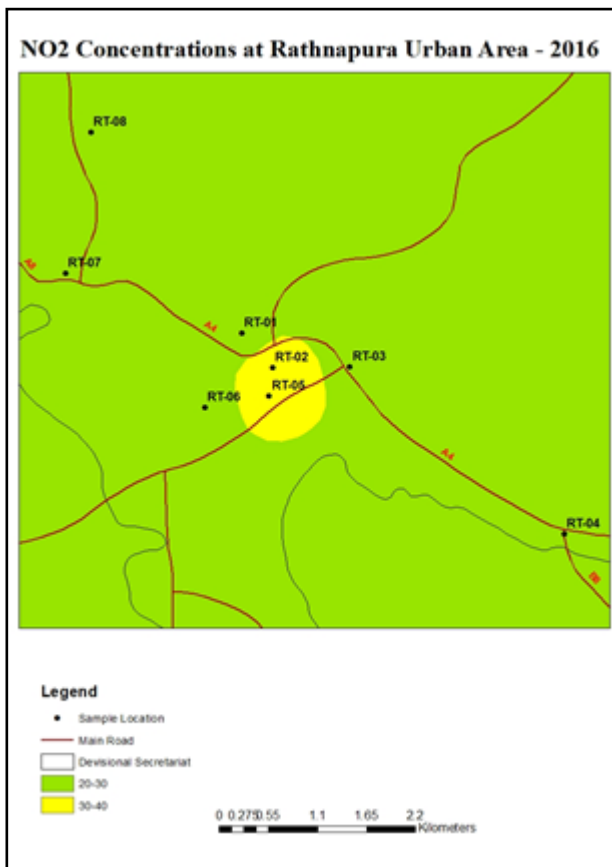 NO2 Concentrations at Rathnapura Urban Area - 2016
RT-08
RT-07
A4
RT-01
RT-02
RT-03
RT-05
RT-06
A4
RT-04
Legend
Sample Location
Main Road
Devisional Secretariat
20-30
30-40
0 0.275 0.55 1.1 1.65 2.2
Kilometers